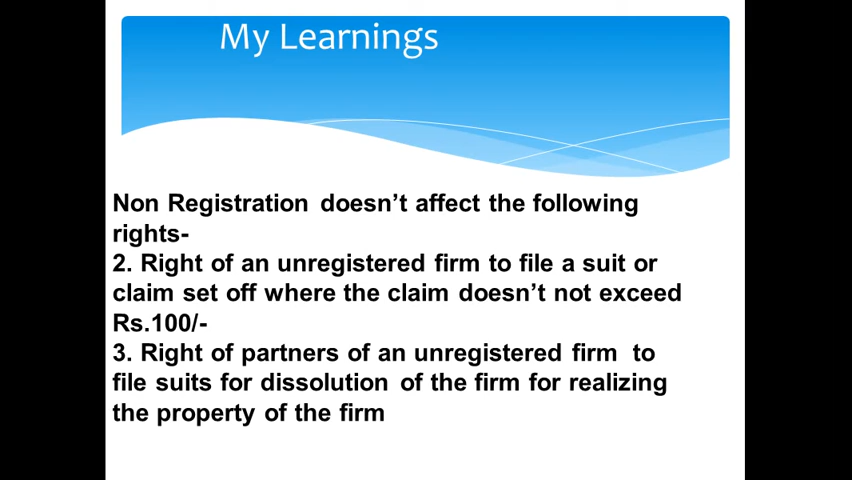 My Learnings
Non Registration doesn’t affect the following
rights-
2. Right of an unregistered firm to file a suit or
claim set off where the claim doesn’t not exceed
Rs.100/-
3. Right of partners of an unregistered firm to
file suits for dissolution of the firm for realizing
the property of the firm